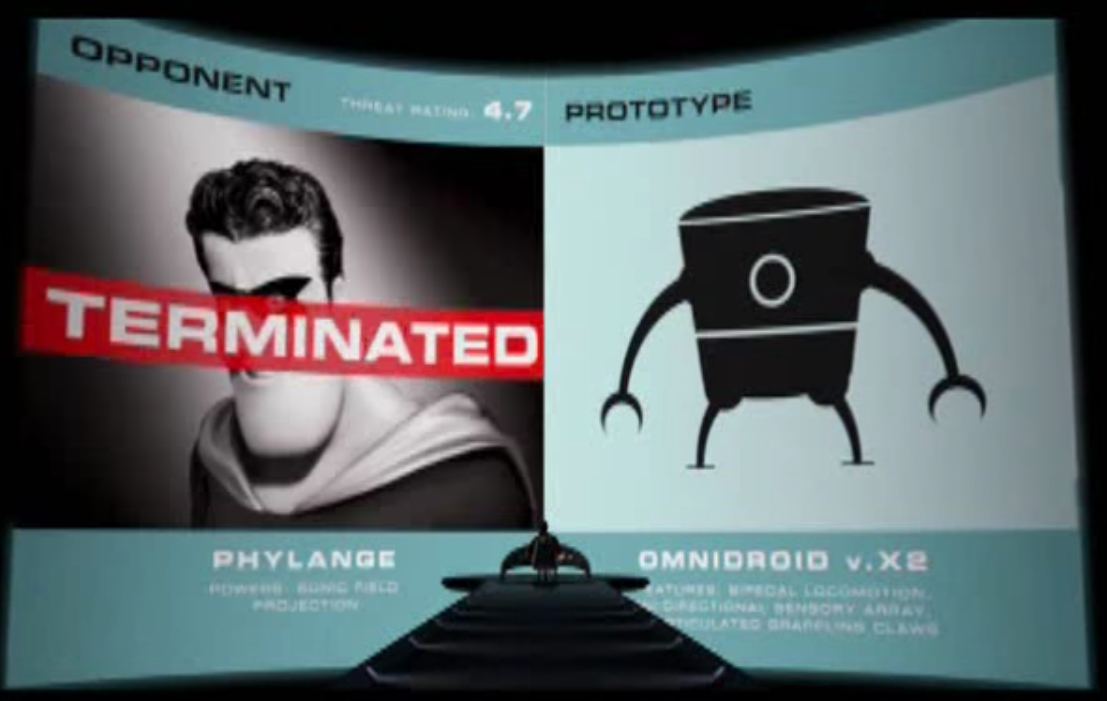 OPPONENT
THREAT RATING: 4.7
PROTOTYPE
TERMINATED
PHYLANGE
POWERS: SONIC FIELD
PROJECTION
OMNIDROID v.X2
BIPEDAL LOCOMOTION,
SENSORY ARRAY,
GRAPPLING CLAWS